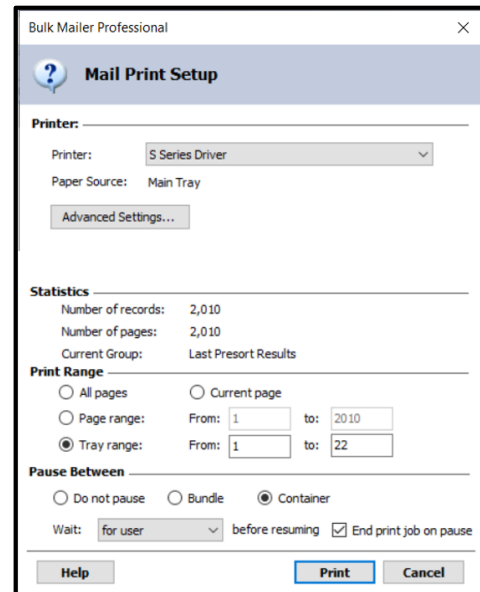 Bulk Mailer Professional
Mail Print Setup
Printer:
Printer: S Series Driver
Paper Source: Main Tray
Advanced Settings...
Statistics
Number of records: 2,010
Number of pages: 2,010
Current Group: Last Presort Results
Print Range
All pages Current page
Page range: From: 1 to: 2010
Tray range: From: 1 to: 22
Pause Between
Do not pause Bundle Container
Wait: for user before resuming End print job on pause
Help Print Cancel